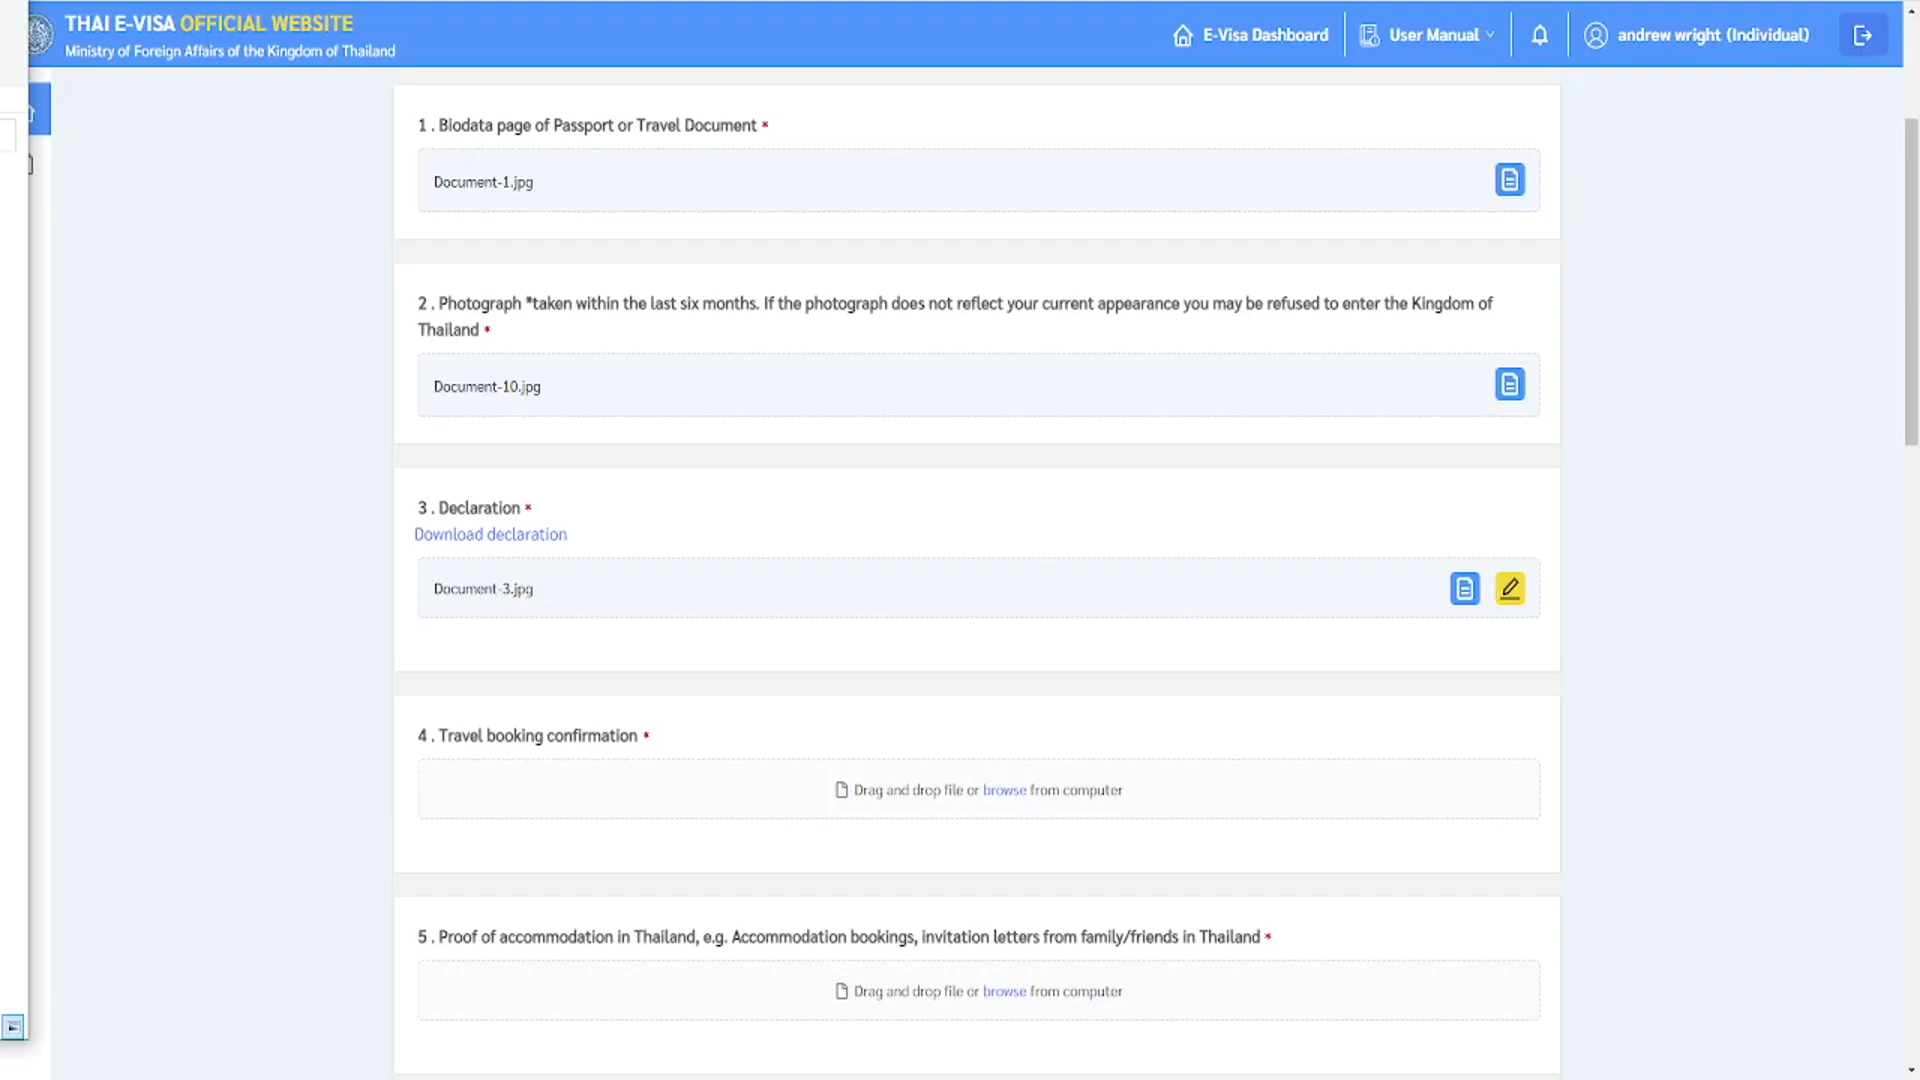 THAI E-VISA OFFICIAL WEBSITE
Ministry of Foreign Affairs of the Kingdom of Thailand
E-Visa Dashboard
User Manual
andrew wright (Individual)
1 . Biodata page of Passport or Travel Document *
Document-1.jpg
2 . Photograph *taken within the last six months. If the photograph does not reflect your current appearance you may be refused to enter the Kingdom of
Thailand *
Document-10.jpg
3 . Declaration *
Download declaration
Document-3.jpg
4 . Travel booking confirmation *
Drag and drop file or browse from computer
5 . Proof of accommodation in Thailand, e.g. Accommodation bookings, invitation letters from family/friends in Thailand *
Drag and drop file or browse from computer